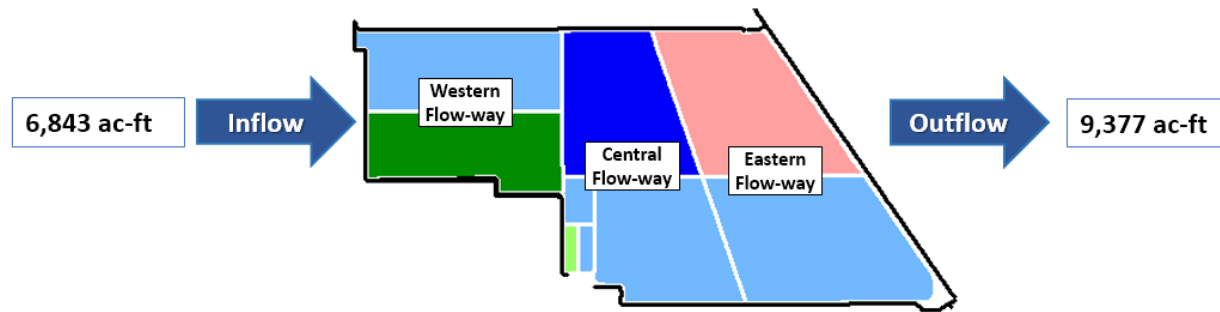 6,843 ac-ft
Inflow
Western
Flow-way
Central
Flow-way
Eastern
Flow-way
Outflow
9,377 ac-ft